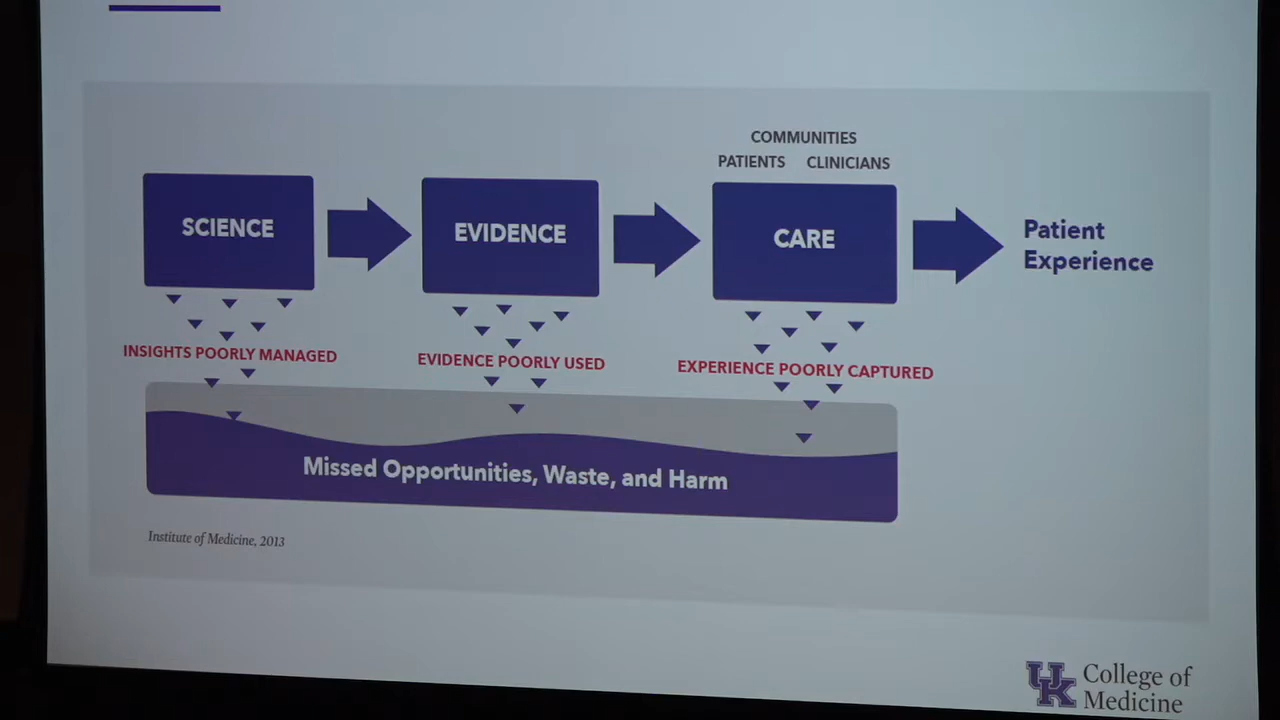 COMMUNITIES
PATIENTS CLINICIANS
SCIENCE
EVIDENCE
CARE
Patient
Experience
INSIGHTS POORLY MANAGED
EVIDENCE POORLY USED
EXPERIENCE POORLY CAPTURED
Missed Opportunities, Waste, and Harm
Institute of Medicine, 2013
UK College of
Medicine